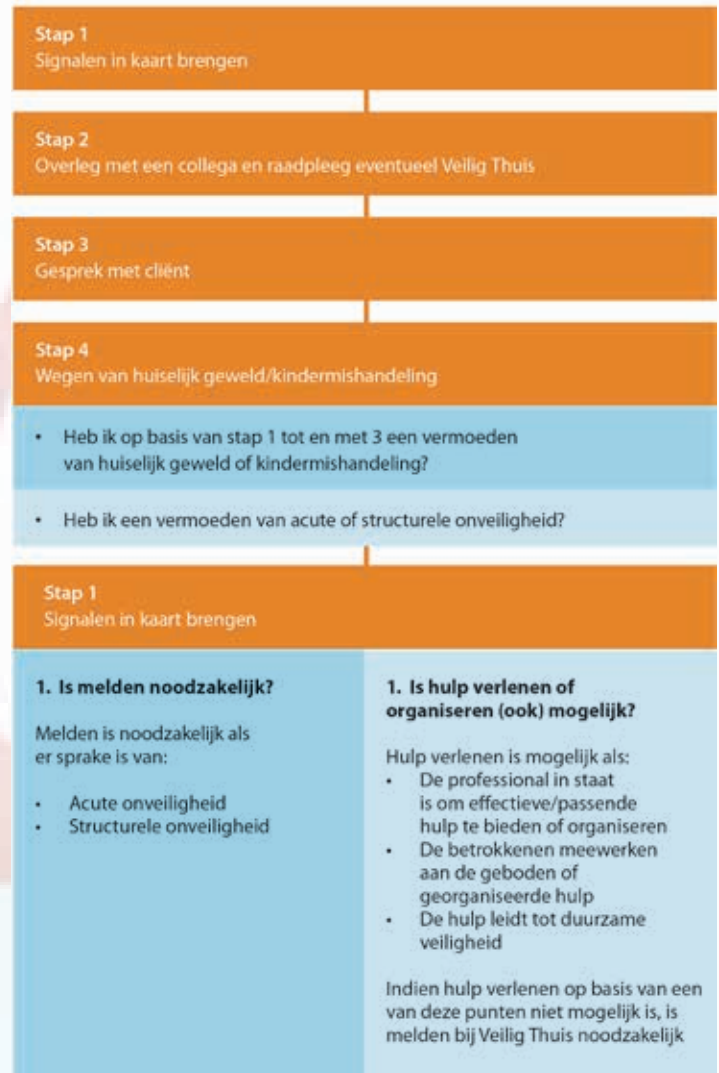 Stap 1
Signalen in kaart brengen
Stap 2
Overleg met een collega en raadpleeg eventueel Veilig Thuis
Stap 3
Gesprek met cliënt
Stap 4
Wegen van huiselijk geweld/kindermishandeling
• Heb ik op basis van stap 1 tot en met 3 een vermoeden
van huiselijk geweld of kindermishandeling?
• Heb ik een vermoeden van acute of structurele onveiligheid?
Stap 1
Signalen in kaart brengen
1. Is melden noodzakelijk?
Melden is noodzakelijk als
er sprake is van:
• Acute onveiligheid
• Structurele onveiligheid
1. Is hulp verlenen of
organiseren (ook) mogelijk?
Hulp verlenen is mogelijk als:
• De professional in staat
is om effectieve/passende
hulp te bieden of organiseren
• De betrokkenen meewerken
aan de geboden of
georganiseerde hulp
• De hulp leidt tot duurzame
veiligheid
Indien hulp verlenen op basis van een
van deze punten niet mogelijk is, is
melden bij Veilig Thuis noodzakelijk